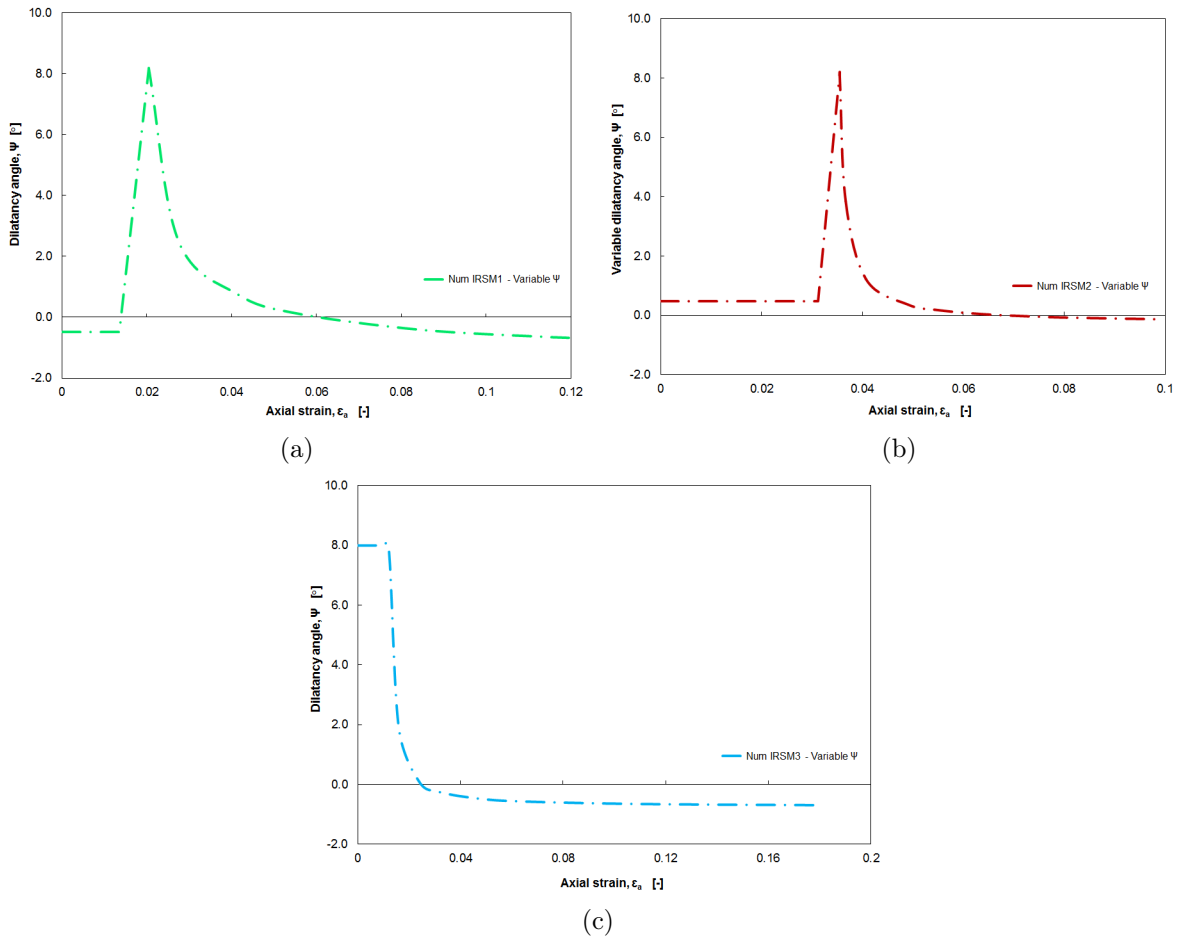 10.0
8.0
6.0
4.0
2.0
0.0
-2.0
Dilatancy angle, Ψ [°]
Num IRSM1 - Variable Ψ
0 0.02 0.04 0.06 0.08 0.1 0.12
Axial strain, εa [-]
(a)
10.0
8.0
6.0
4.0
2.0
0.0
-2.0
Variable dilatancy angle, Ψ [°]
Num IRSM2 - Variable Ψ
0 0.02 0.04 0.06 0.08 0.1
Axial strain, εa [-]
(b)
10.0
8.0
6.0
4.0
2.0
0.0
-2.0
Dilatancy angle, Ψ [°]
Num IRSM3 - Variable Ψ
0 0.04 0.08 0.12 0.16 0.2
Axial strain, εa [-]
(c)